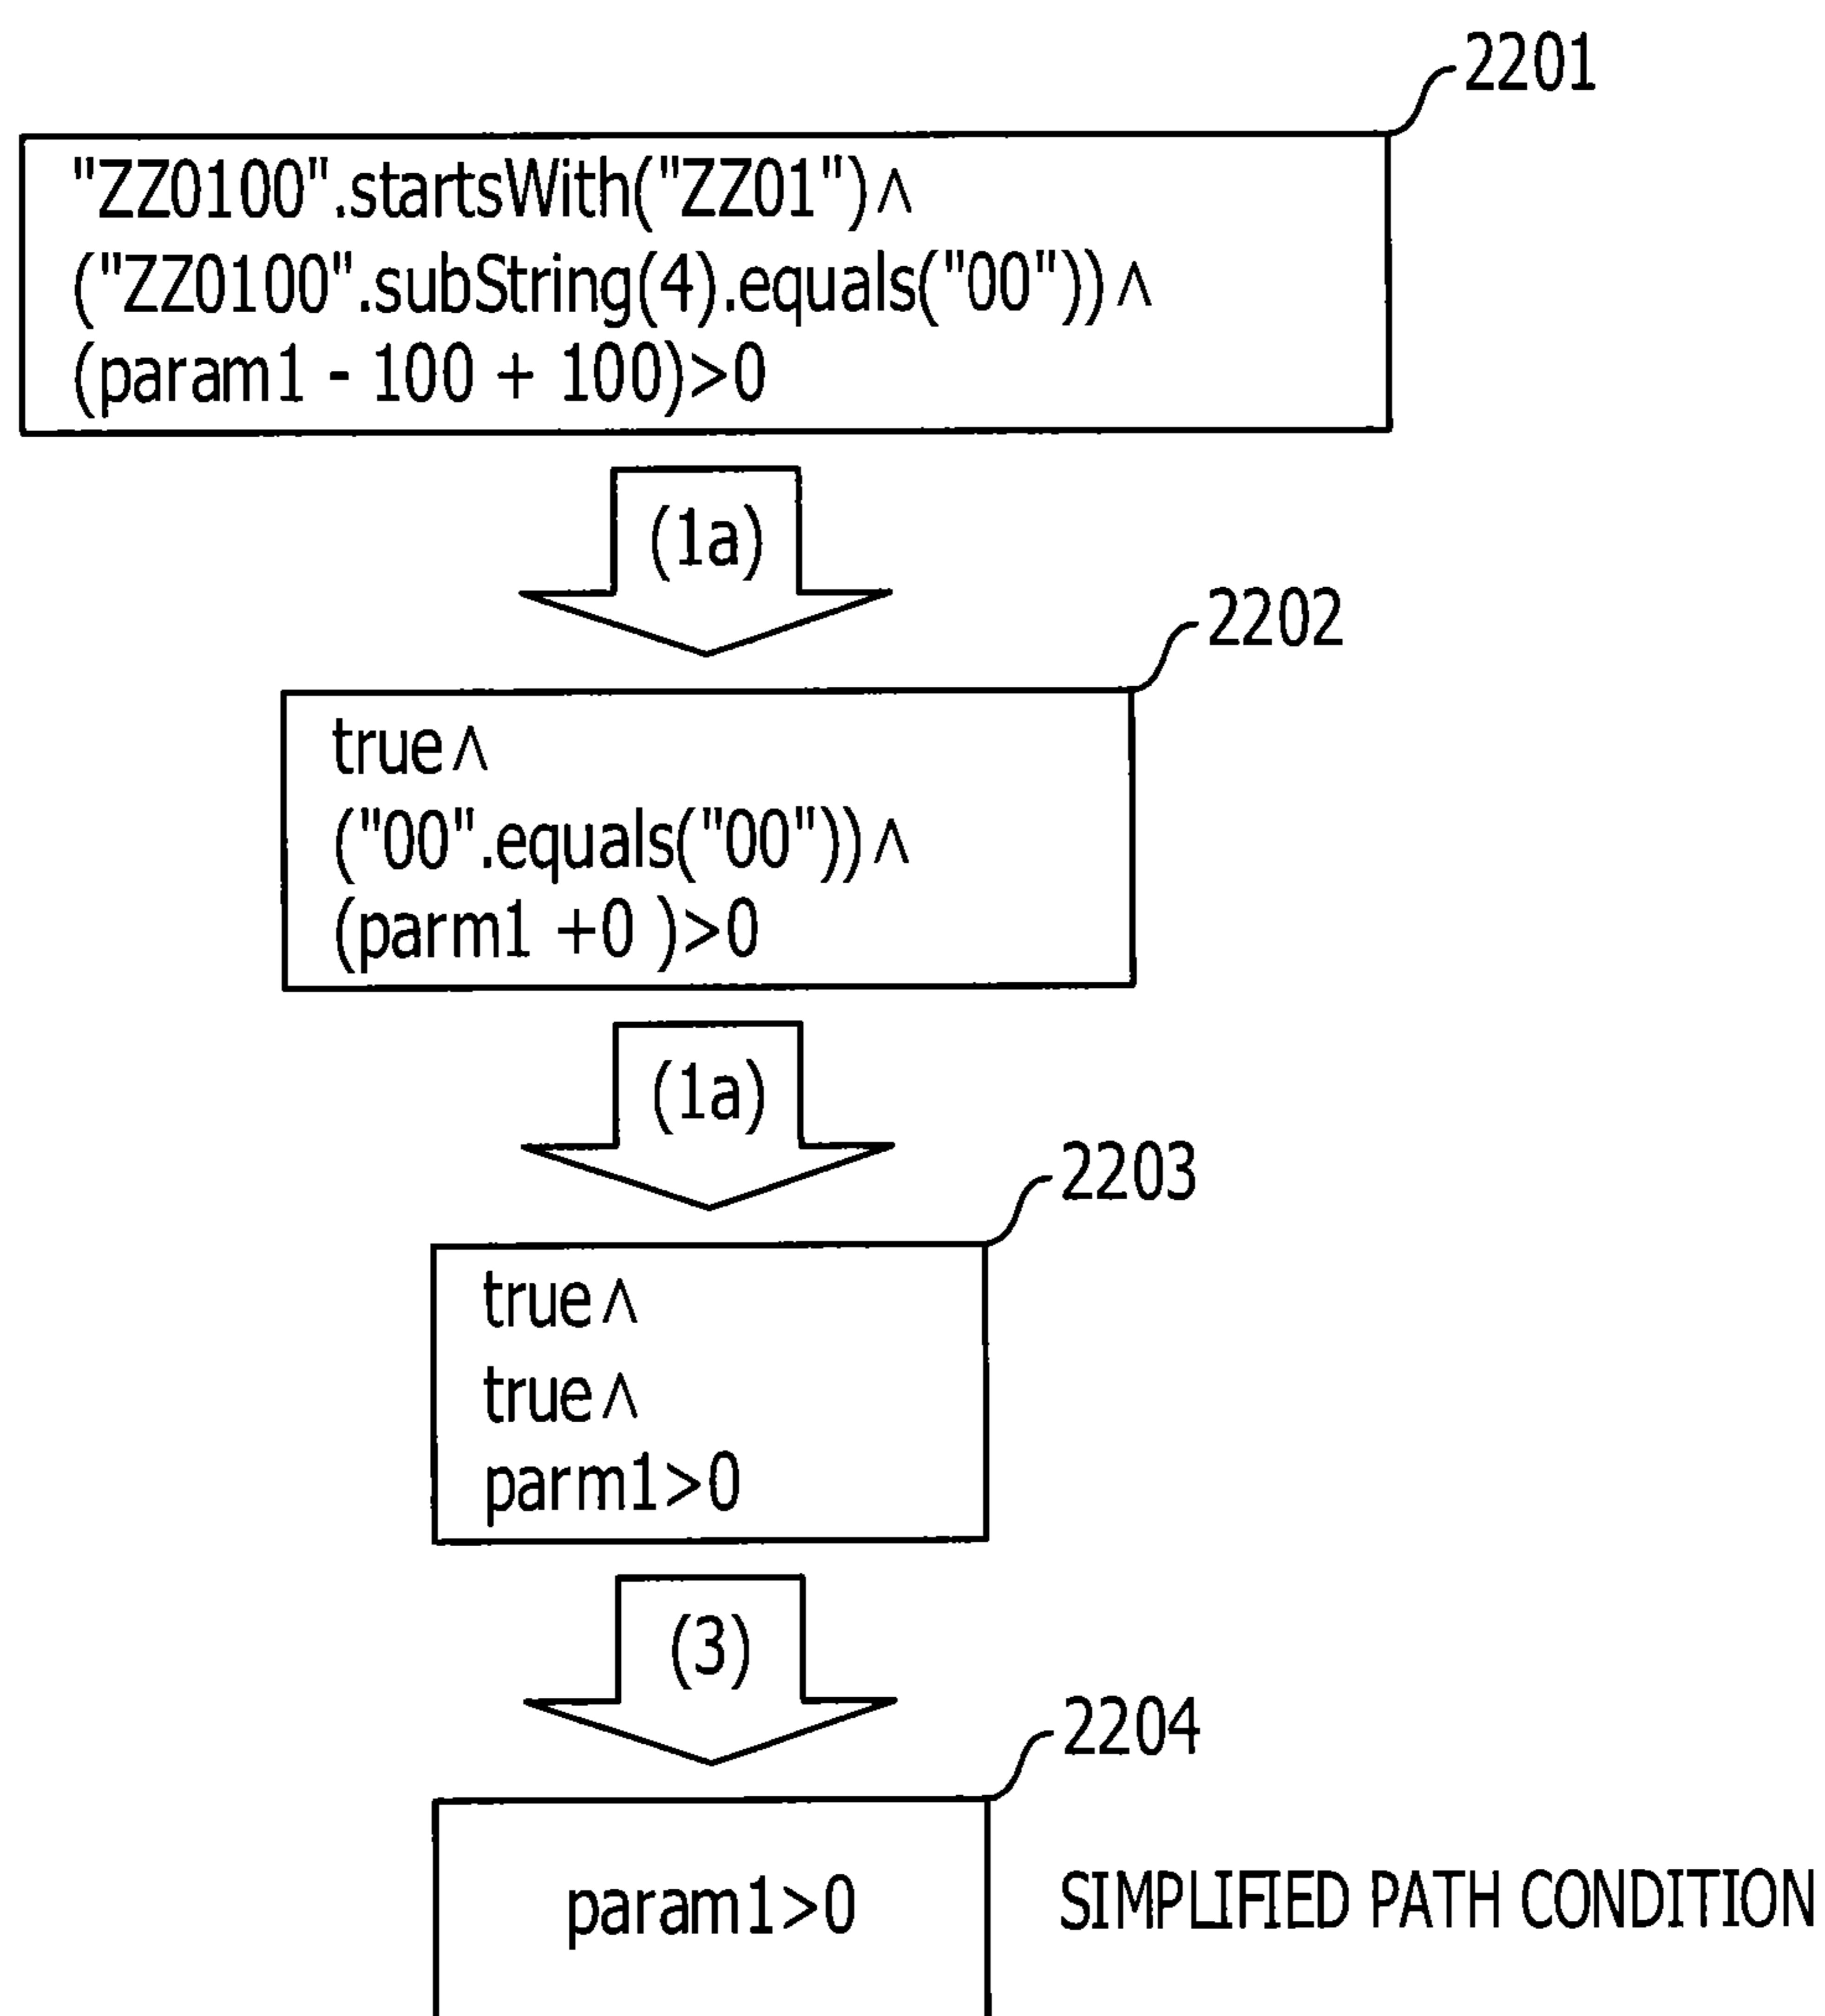 2201
"ZZ0100".startsWith("ZZ01")∧
("ZZ0100".subString(4).equals("00"))∧
(param1 - 100 + 100)>0
(1a)
2202
true∧
("00".equals("00"))∧
(parm1 +0 )>0
(1a)
2203
true∧
true∧
parm1>0
(3)
2204
param1>0
SIMPLIFIED PATH CONDITION